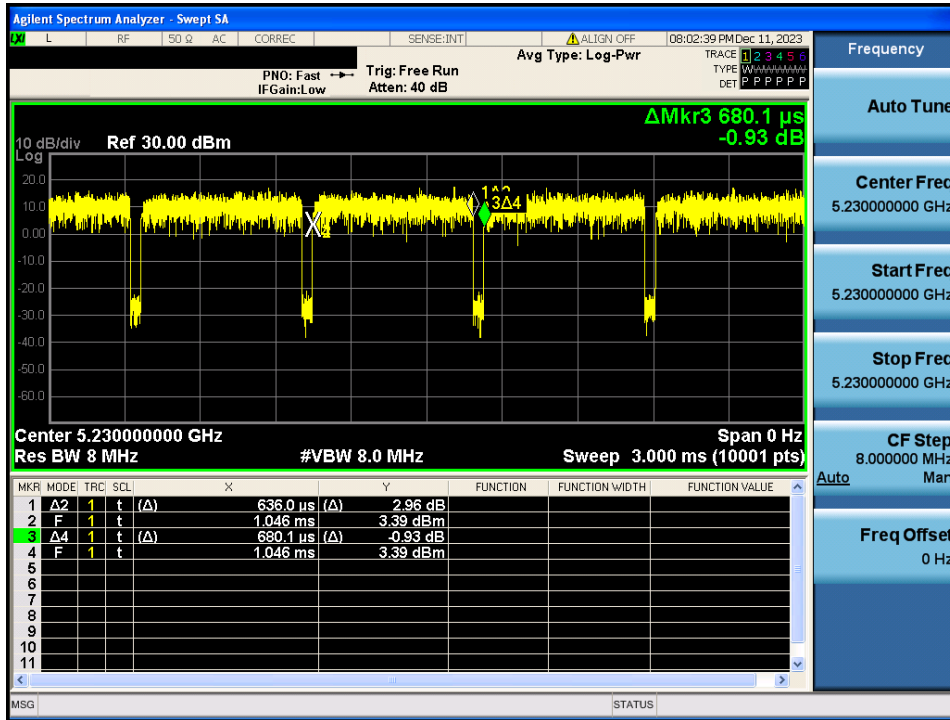 Agilent Spectrum Analyzer - Swept SA
LXI L RF 50 Ω AC CORREC SENSE:INT ALIGN OFF 08:02:39 PM Dec 11, 2023
Avg Type: Log-Pwr TRACE 1 2 3 4 5 6
PNO: Fast Trig: Free Run TYPE WWWWWW
IFGain:Low Atten: 40 dB DET P P P P P P
ΔMkr3 680.1 µs
-0.93 dB
10 dB/div Ref 30.00 dBm
Log
20.0
10.0
0.00
-10.0
-20.0
-30.0
-40.0
-50.0
-60.0
3Δ4
Center 5.230000000 GHz Span 0 Hz
Res BW 8 MHz #VBW 8.0 MHz Sweep 3.000 ms (10001 pts)
MKR MODE TRC SCL X Y FUNCTION FUNCTION WIDTH FUNCTION VALUE
1 Δ2 1 t (Δ) 636.0 µs (Δ) 2.96 dB
2 F 1 t 1.046 ms 3.39 dBm
3 Δ4 1 t (Δ) 680.1 µs (Δ) -0.93 dB
4 F 1 t 1.046 ms 3.39 dBm
5
6
7
8
9
10
11
MSG STATUS
Frequency
Auto Tune
Center Freq
5.230000000 GHz
Start Freq
5.230000000 GHz
Stop Freq
5.230000000 GHz
CF Step
8.000000 MHz
Auto Man
Freq Offset
0 Hz